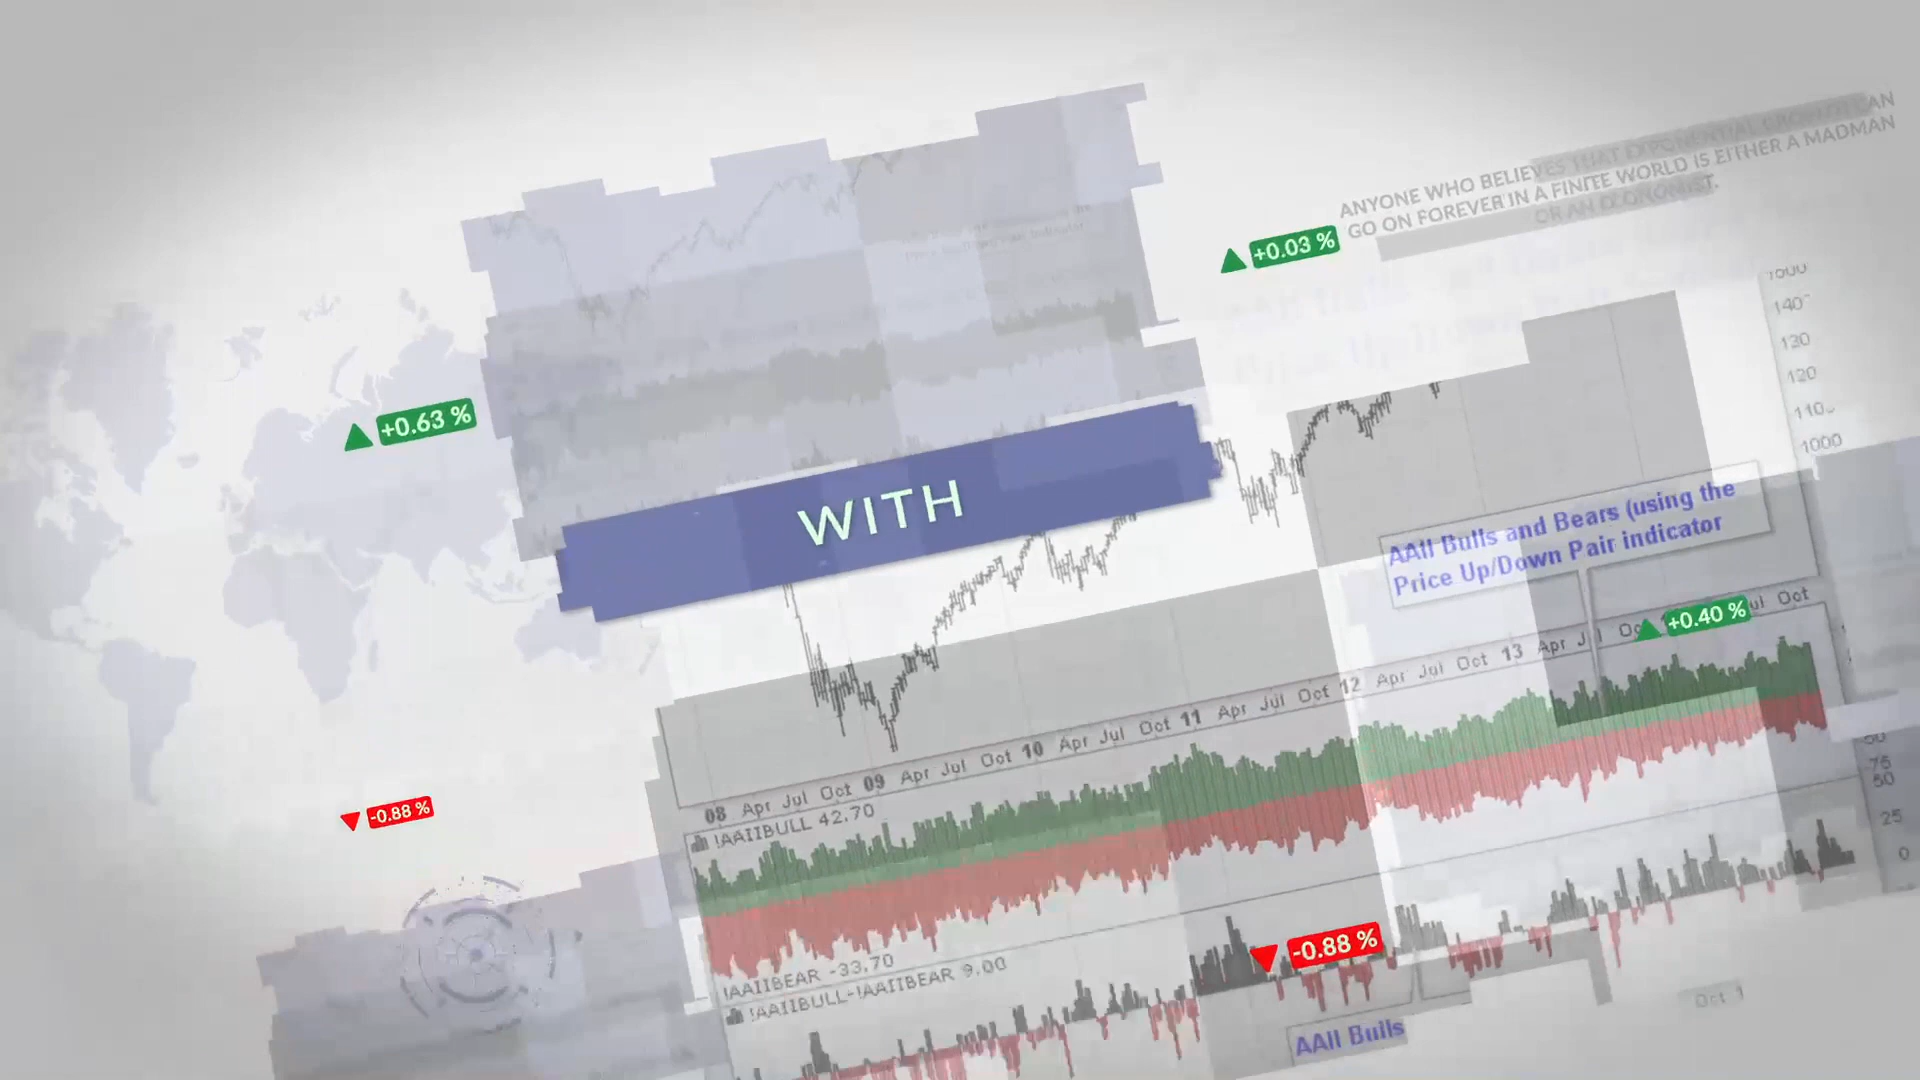 ANYONE WHO BELIEVES THAT EXPONENTIAL GROWTH CAN
GO ON FOREVER IN A FINITE WORLD IS EITHER A MADMAN
OR AN ECONOMIST.
+0.03 %
+0.63 %
WITH
1000
130
120
1000
AAII Bulls and Bears (using the
Price Up/Down Pair indicator
+0.40 %
08 Apr Jul Oct 09 Apr Jul Oct 10 Apr Jul Oct 11 Apr Jul Oct 12 Apr Jul Oct 13 Apr Jul Oct
!AAIIBULL 42.70
-0.88 %
75
50
25
0
!AAIIBEAR -33.70
!AAIIBULL-!AAIIBEAR 9.00
-0.88 %
AAII Bulls